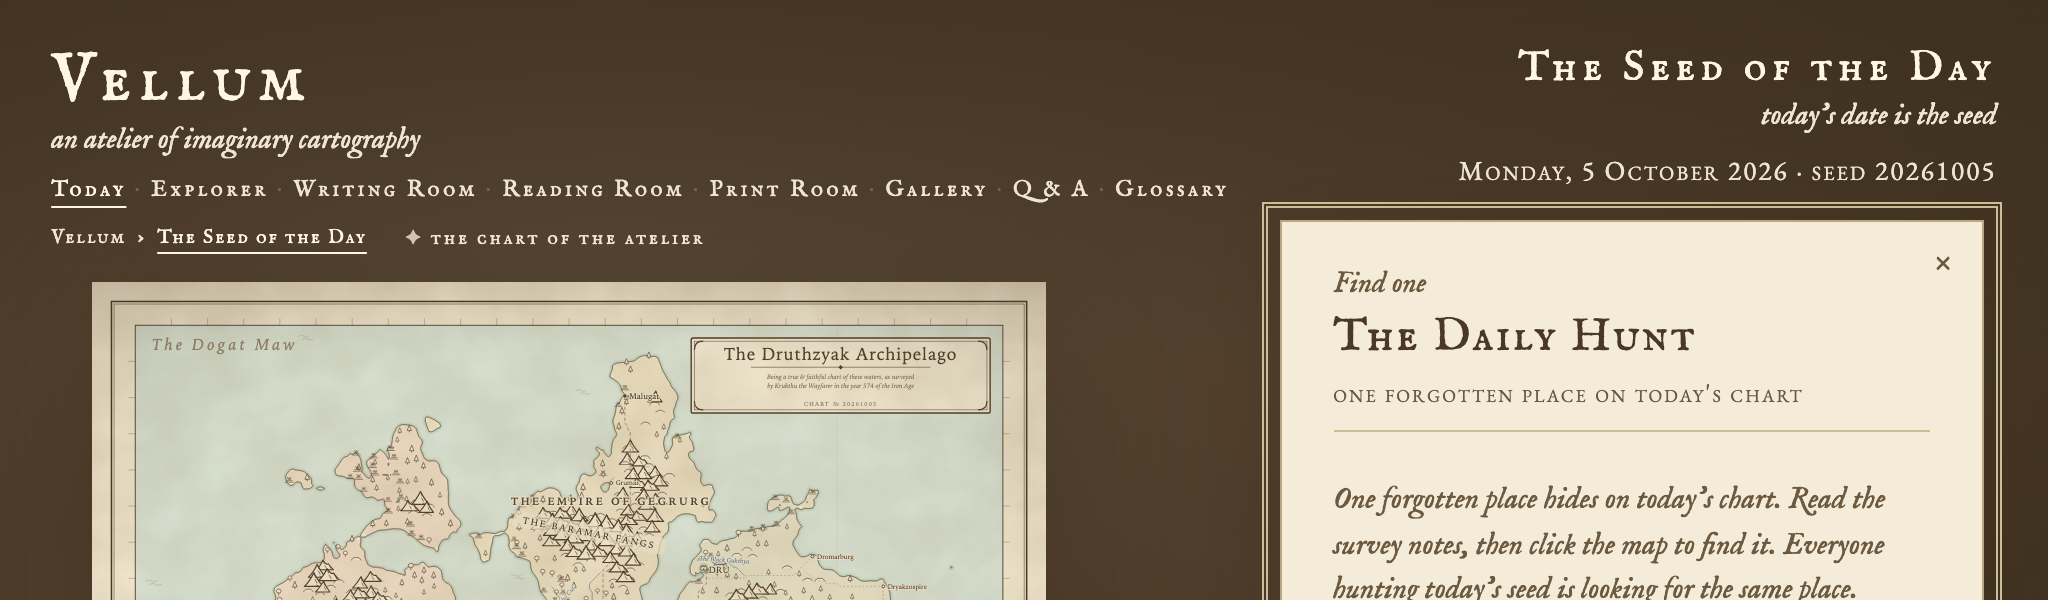 Vellum
an atelier of imaginary cartography
Today · Explorer · Writing Room · Reading Room · Print Room · Gallery · Q & A · Glossary
Vellum › The Seed of the Day ✦ the chart of the atelier
The Seed of the Day
today's date is the seed
Monday, 5 October 2026 · seed 20261005
×
Find one
The Daily Hunt
one forgotten place on today's chart
One forgotten place hides on today's chart. Read the
survey notes, then click the map to find it. Everyone
hunting today's seed is looking for the same place.
The Dogat Maw
The Druthzyak Archipelago
Being a true & faithful chart of these waters, as surveyed
by Kruktha the Wayfarer in the year 574 of the Iron Age
CHART № 20261005
Malugat
THE EMPIRE OF GEGRURG
THE BARAMAR FANGS
DRU
Dromarburg
Dryakzospire